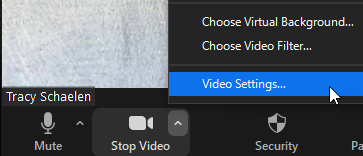 Choose Virtual Background...
Choose Video Filter...
Video Settings...
Tracy Schaelen
Mute
Stop Video
Security